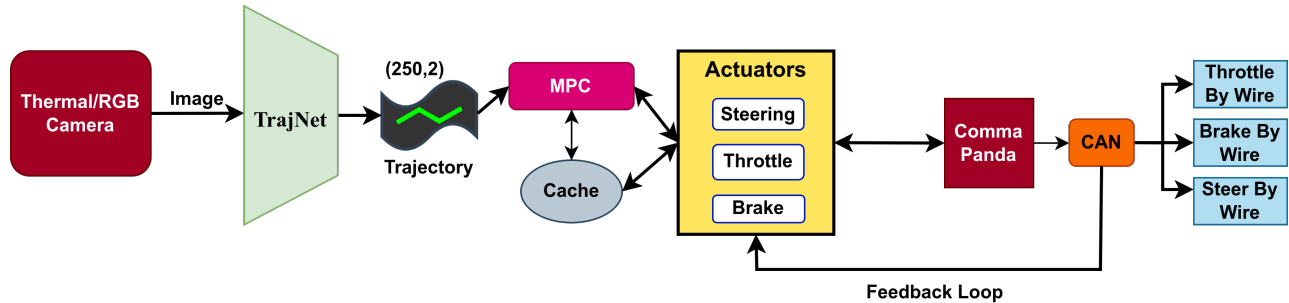 Thermal/RGB
Camera
Image
TrajNet
(250,2)
Trajectory
MPC
Cache
Actuators
Steering
Throttle
Brake
Comma
Panda
CAN
Throttle
By Wire
Brake By
Wire
Steer By
Wire
Feedback Loop